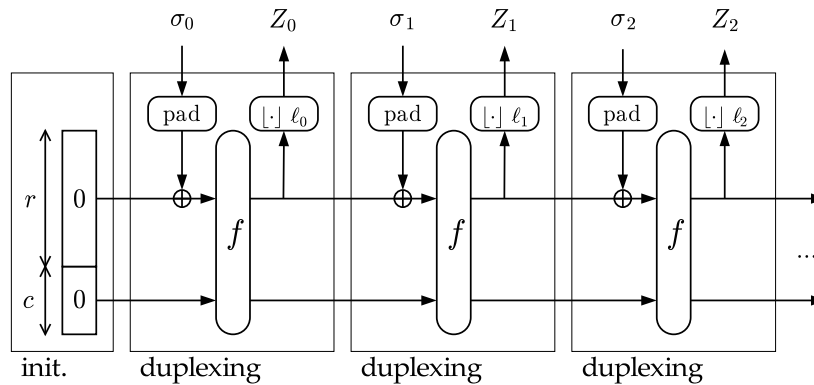 σ₀ Z₀ σ₁ Z₁ σ₂ Z₂
pad ⌊·⌋ ℓ₀ pad ⌊·⌋ ℓ₁ pad ⌊·⌋ ℓ₂
r 0
f f f
...
c 0
init. duplexing duplexing duplexing